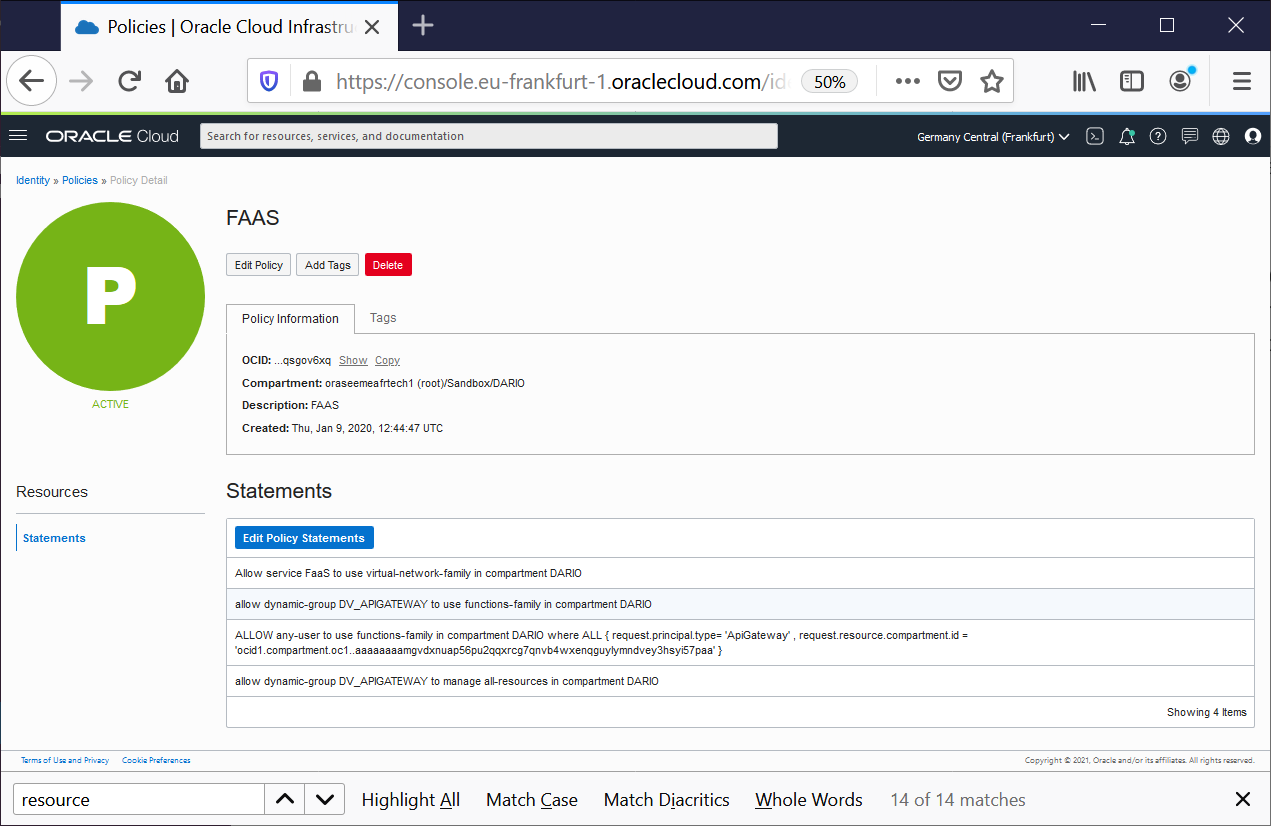 Policies | Oracle Cloud Infrastru
https://console.eu-frankfurt-1.oraclecloud.com/id
50%
ORACLE Cloud
Search for resources, services, and documentation
Germany Central (Frankfurt)
Identity » Policies » Policy Detail
P
ACTIVE
FAAS
Edit Policy
Add Tags
Delete
Policy Information
Tags
OCID: ...qsgov6xq Show Copy
Compartment: oraseemeafrtech1 (root)/Sandbox/DARIO
Description: FAAS
Created: Thu, Jan 9, 2020, 12:44:47 UTC
Resources
Statements
Statements
Edit Policy Statements
Allow service FaaS to use virtual-network-family in compartment DARIO
allow dynamic-group DV_APIGATEWAY to use functions-family in compartment DARIO
ALLOW any-user to use functions-family in compartment DARIO where ALL { request.principal.type= 'ApiGateway' , request.resource.compartment.id =
'ocid1.compartment.oc1..aaaaaaaamgvdxnuap56pu2qqxrcg7qnvb4wxenqguylymndvey3hsyi57paa' }
allow dynamic-group DV_APIGATEWAY to manage all-resources in compartment DARIO
Showing 4 Items
Terms of Use and Privacy Cookie Preferences
Copyright © 2021, Oracle and/or its affiliates. All rights reserved.
resource
Highlight All
Match Case
Match Diacritics
Whole Words
14 of 14 matches